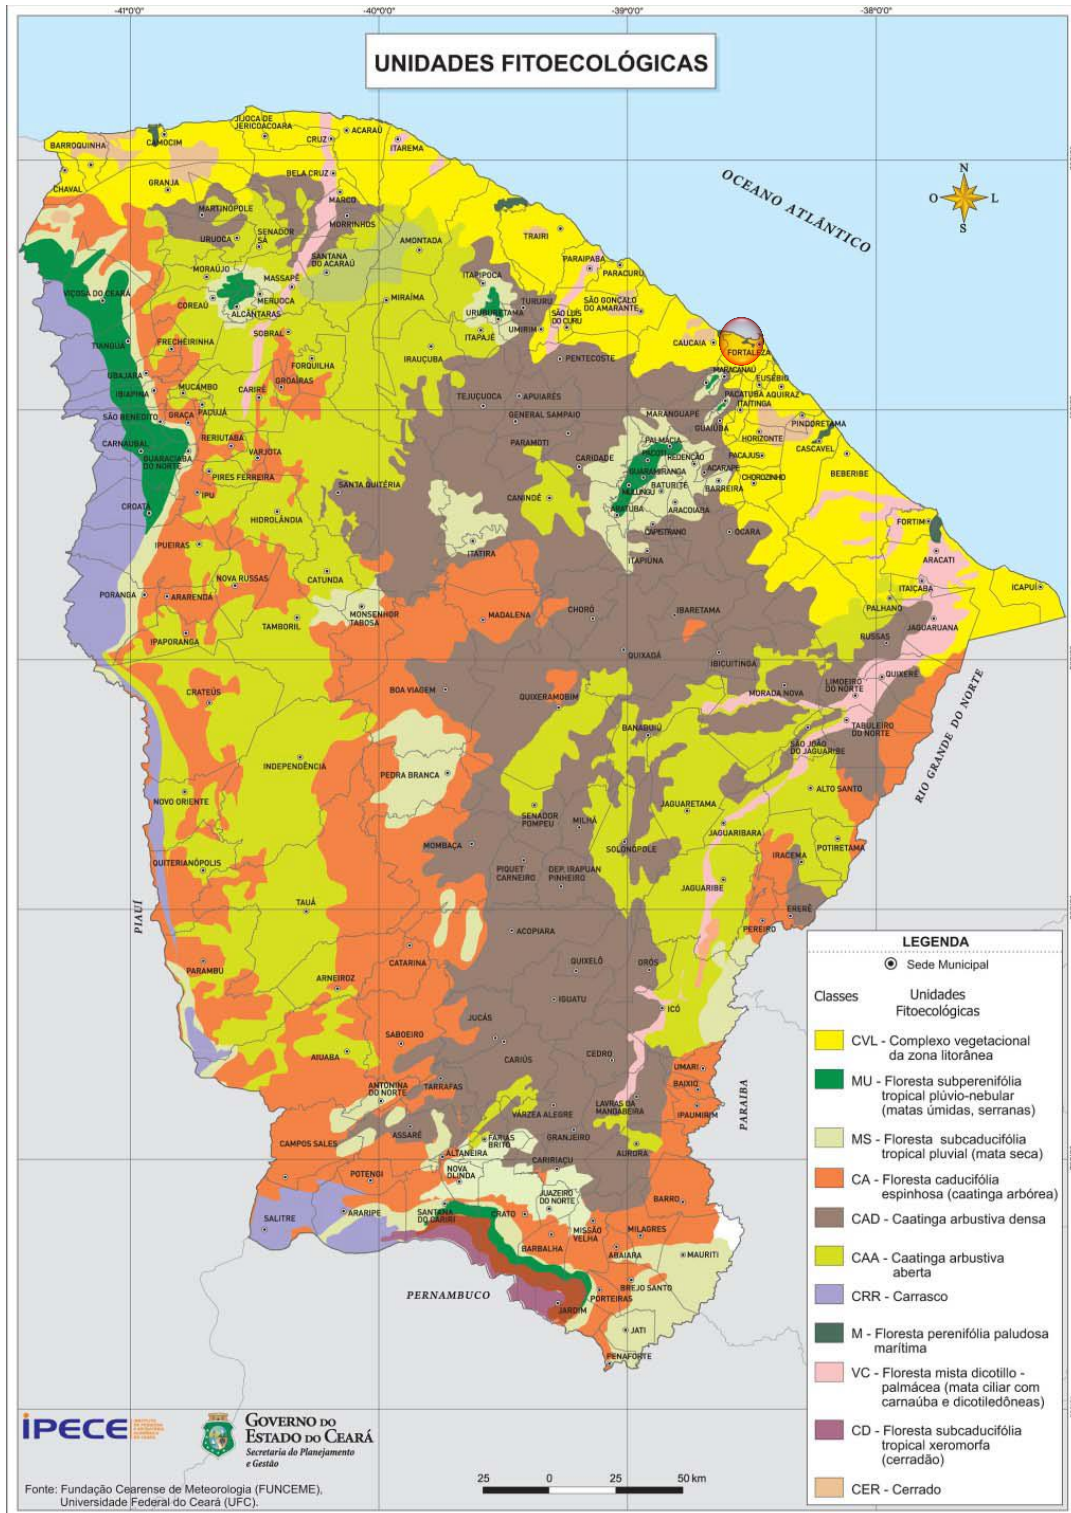 -41°0'0"
-40°0'0"
-39°0'0"
-38°0'0"
UNIDADES FITOECOLÓGICAS
OCEANO ATLÂNTICO
N
O
L
S
JIJOCA DE
JERICOACOARA
ACARAÚ
CRUZ
ITAREMA
BARROQUINHA
CAMOCIM
CHAVAL
GRANJA
BELA CRUZ
MARCO
MORRINHOS
MARTINÓPOLE
URUOCA
SENADOR
SÁ
AMONTADA
TRAIRI
PARAIPABA
PARACURU
SANTANA
DO ACARAÚ
MORAÚJO
MASSAPÊ
ITAPIPOCA
VIÇOSA DO CEARÁ
COREAÚ
MERUOCA
ALCÂNTARAS
MIRAÍMA
TURURU
URUBURETAMA
UMIRIM
SÃO LUIS
DO CURU
SÃO GONÇALO
DO AMARANTE
TIANGUÁ
FRECHEIRINHA
SOBRAL
ITAPAJÉ
IRAUÇUBA
CAUCAIA
FORTALEZA
PENTECOSTE
UBAJARA
IBIAPINA
MUCAMBO
FORQUILHA
GROAÍRAS
MARACANAÚ
EUSÉBIO
PACATUBA
AQUIRAZ
ITAITINGA
SÃO BENEDITO
GRAÇA
PACUJÁ
CARIRÉ
TEJUÇUOCA
APUIARÉS
GENERAL SAMPAIO
MARANGUAPE
GUAIÚBA
PINDORETAMA
CARNAUBAL
GUARACIABA
DO NORTE
RERIUTABA
VARJOTA
PARAMOTI
PALMÁCIA
PACOTI
REDENÇÃO
HORIZONTE
CASCAVEL
PACAJUS
CARIDADE
GUARAMIRANGA
ACARAPE
BEBERIBE
PIRES FERREIRA
IPU
SANTA QUITÉRIA
CANINDÉ
MULUNGU
BATURITÉ
BARREIRA
CHOROZINHO
CROATÁ
HIDROLÂNDIA
ARATUBA
ARACOIABA
FORTIM
CAPISTRANO
OCARA
IPUEIRAS
ITATIRA
ITAPIÚNA
ARACATI
NOVA RUSSAS
CATUNDA
PORANGA
ARARENDA
MONSENHOR
TABOSA
MADALENA
CHORÓ
IBARETAMA
ITAIÇABA
ICAPUÍ
PALHANO
JAGUARUANA
TAMBORIL
IPAPORANGA
RUSSAS
QUIXADÁ
IBICUITINGA
QUIXERÉ
LIMOEIRO
DO NORTE
CRATEÚS
BOA VIAGEM
QUIXERAMOBIM
MORADA NOVA
BANABUIÚ
TABULEIRO
DO NORTE
SÃO JOÃO
DO JAGUARIBE
RIO GRANDE DO NORTE
INDEPENDÊNCIA
PEDRA BRANCA
ALTO SANTO
NOVO ORIENTE
SENADOR
POMPEU
MILHÃ
JAGUARETAMA
JAGUARIBARA
MOMBAÇA
SOLONÓPOLE
POTIRETAMA
IRACEMA
QUITERIANÓPOLIS
PIQUET
CARNEIRO
DEP. IRAPUAN
PINHEIRO
JAGUARIBE
PIAUÍ
TAUÁ
ERERÊ
PEREIRO
ACOPIARA
CATARINA
QUIXELÔ
ORÓS
PARAMBU
ARNEIROZ
IGUATU
ICÓ
JUCÁS
SABOEIRO
CARIÚS
CEDRO
AIUABA
UMARI
BAIXIO
ANTONINA
DO NORTE
TARRAFAS
VÁRZEA ALEGRE
LAVRAS DA
MANGABEIRA
IPAUMIRIM
PARAIBA
ASSARÉ
GRANJEIRO
FARIAS
BRITO
CAMPOS SALES
ALTANEIRA
CARIRIAÇU
AURORA
POTENGI
NOVA
OLINDA
JUAZEIRO
DO NORTE
BARRO
SALITRE
ARARIPE
SANTANA
DO CARIRI
CRATO
MISSÃO
VELHA
MILAGRES
BARBALHA
ABAIARA
MAURITI
PERNAMBUCO
BREJO SANTO
PORTEIRAS
JARDIM
JATI
PENAFORTE
LEGENDA
Sede Municipal
Classes
Unidades
Fitoecológicas
CVL - Complexo vegetacional
da zona litorânea
MU - Floresta subperenifólia
tropical plúvio-nebular
(matas úmidas, serranas)
MS - Floresta subcaducifólia
tropical pluvial (mata seca)
CA - Floresta caducifólia
espinhosa (caatinga arbórea)
CAD - Caatinga arbustiva densa
CAA - Caatinga arbustiva
aberta
CRR - Carrasco
M - Floresta perenifólia paludosa
marítima
VC - Floresta mista dicotillo -
palmácea (mata ciliar com
carnaúba e dicotiledôneas)
CD - Floresta subcaducifólia
tropical xeromorfa
(cerradão)
CER - Cerrado
iPECE
GOVERNO DO
ESTADO DO CEARÁ
Secretaria do Planejamento
e Gestão
25 0 25 50 km
Fonte: Fundação Cearense de Meteorologia (FUNCEME),
Universidade Federal do Ceará (UFC).